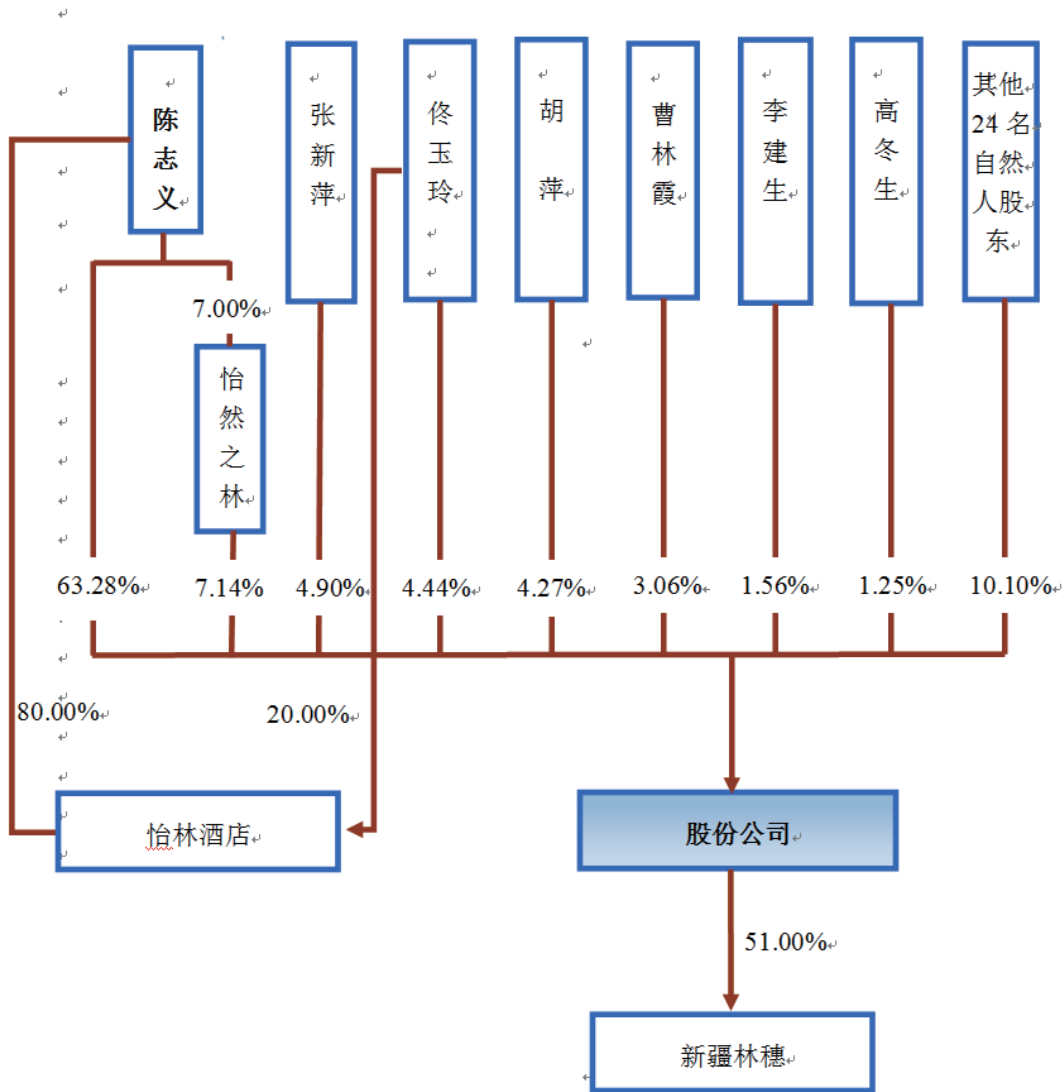 陈志义
张新萍
佟玉玲
胡萍
曹林霞
李建生
高冬生
其他
24 名
自然
人股
东
7.00%
怡然之林
63.28%
7.14%
4.90%
4.44%
4.27%
3.06%
1.56%
1.25%
10.10%
80.00%
20.00%
怡林酒店
股份公司
51.00%
新疆林穗